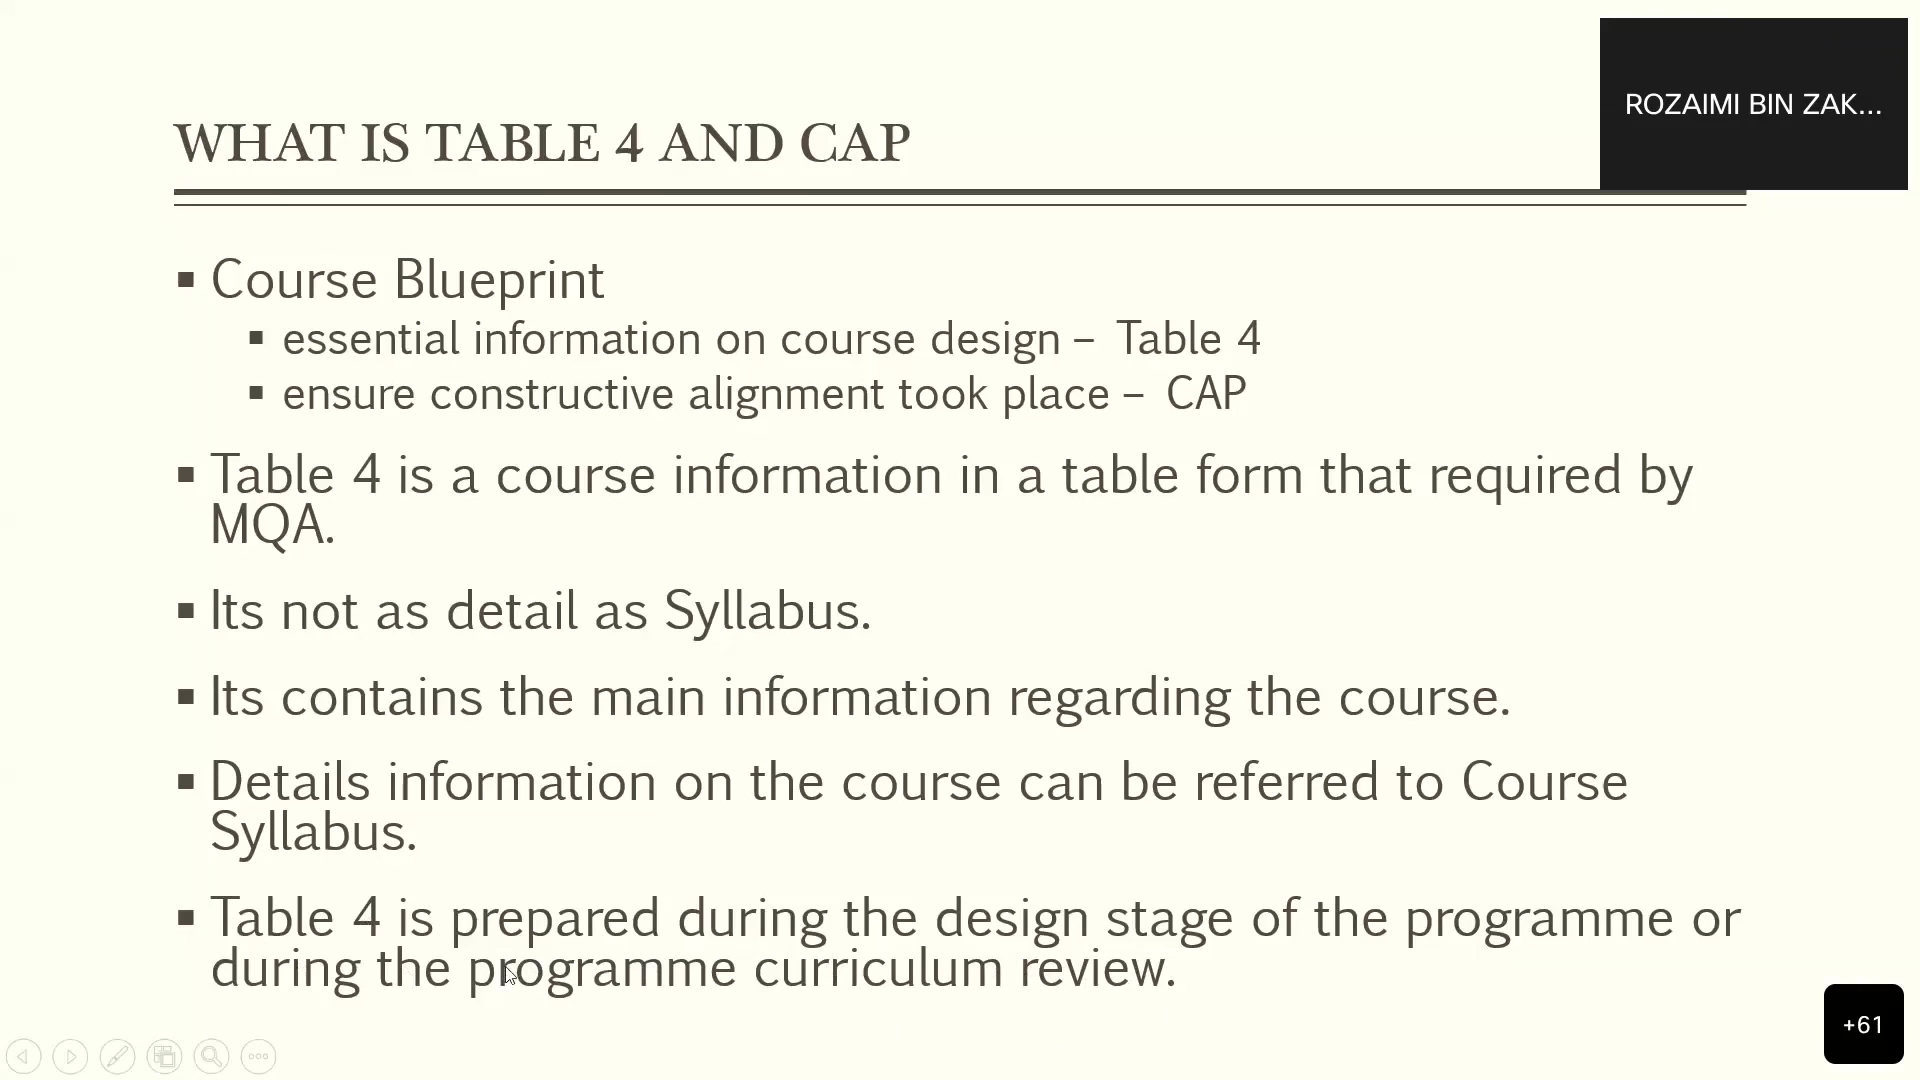 ROZAIMI BIN ZAK...
WHAT IS TABLE 4 AND CAP
▪ Course Blueprint
▪ essential information on course design – Table 4
▪ ensure constructive alignment took place – CAP
▪ Table 4 is a course information in a table form that required by
MQA.
▪ Its not as detail as Syllabus.
▪ Its contains the main information regarding the course.
▪ Details information on the course can be referred to Course
Syllabus.
▪ Table 4 is prepared during the design stage of the programme or
during the programme curriculum review.
+61